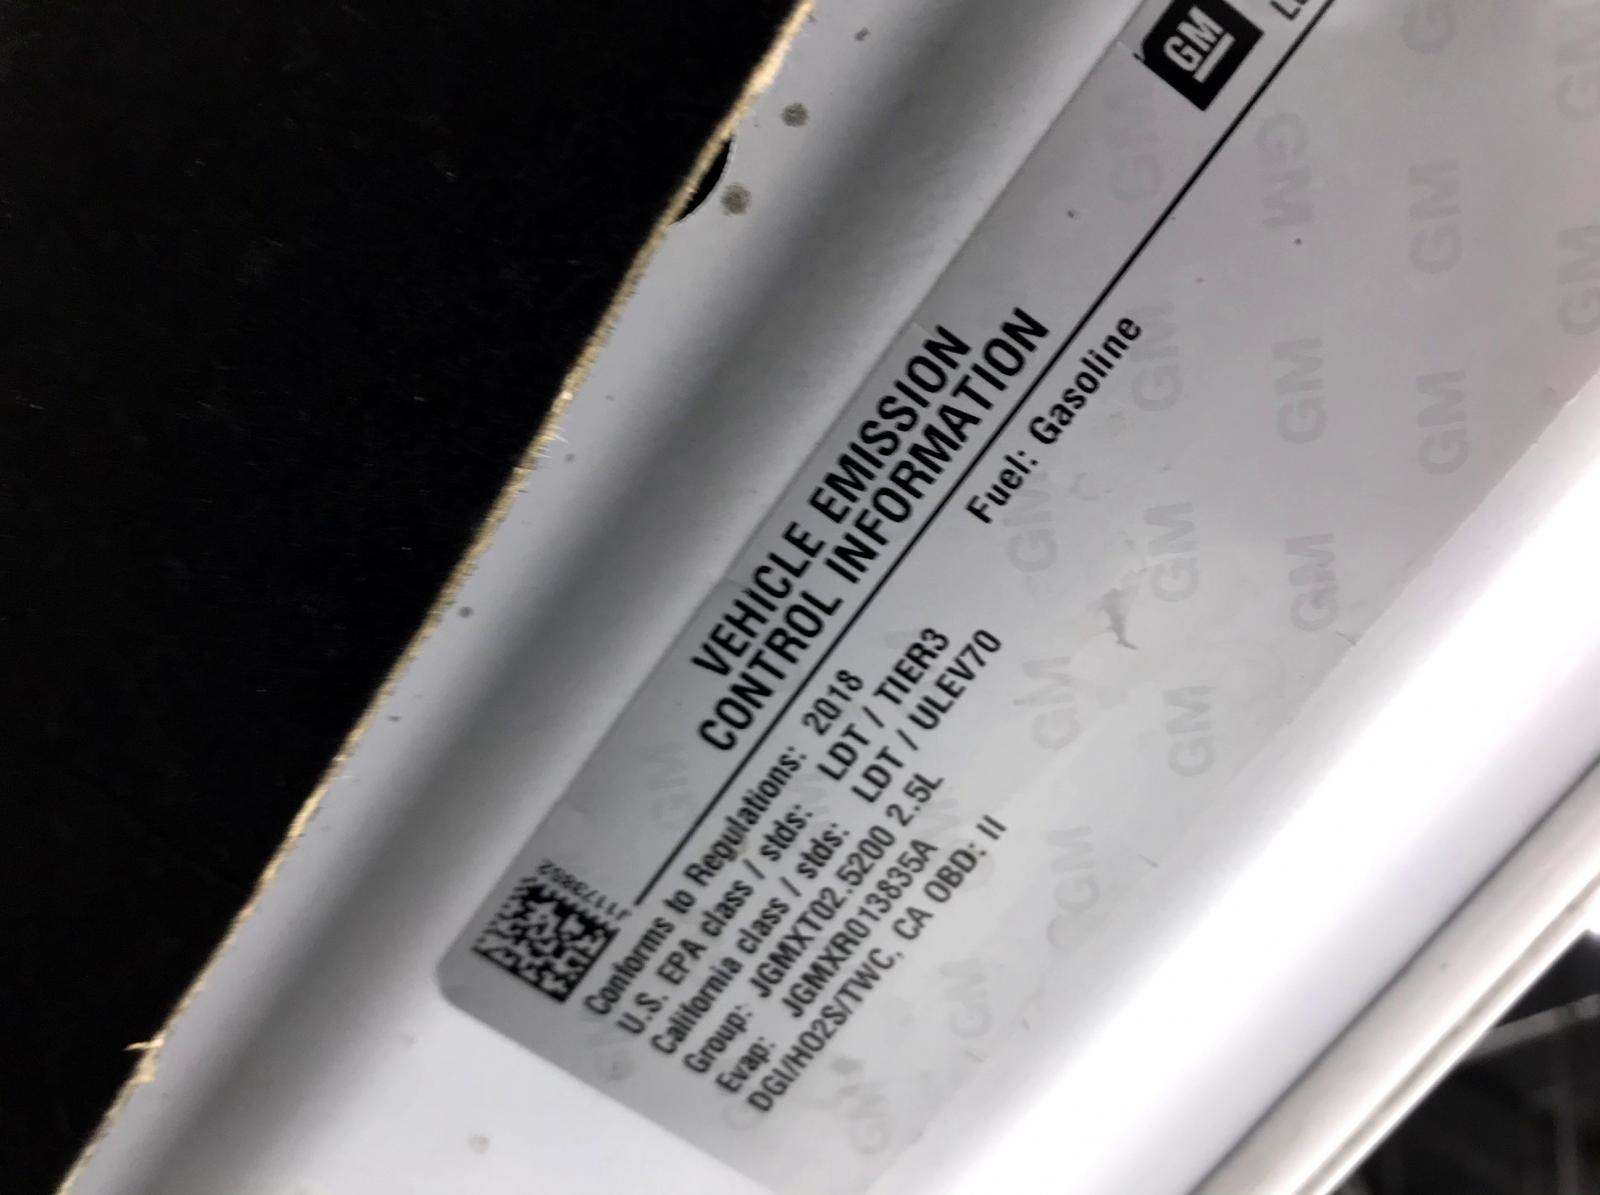 GM
VEHICLE EMISSION
CONTROL INFORMATION
Fuel: Gasoline
Conforms to Regulations: 2018
U.S. EPA class / stds: LDT / TIER3
California class / stds: LDT / ULEV70
Group: JGMXT02.5200 2.5L
Evap: JGMXR013835A
DGI/HO2S/TWC, CA OBD: II